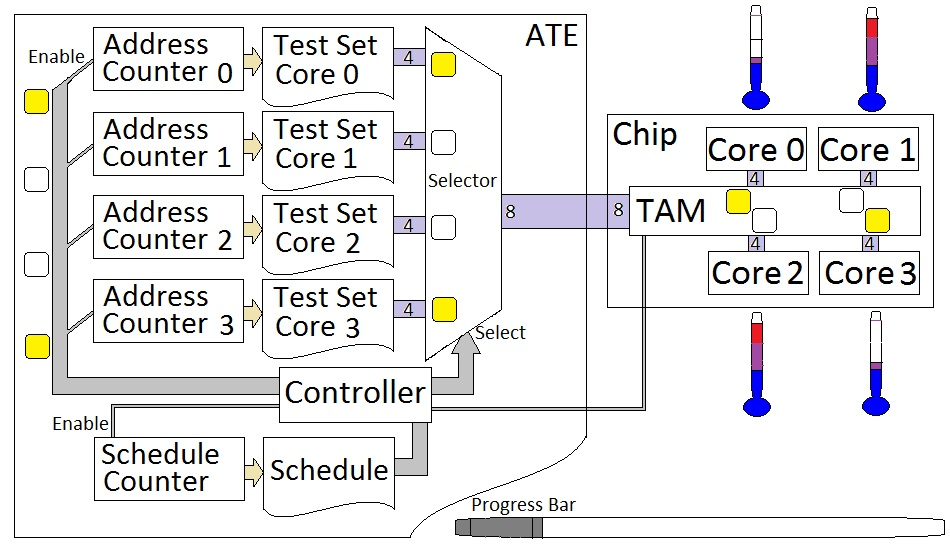 ATE
Enable
Address
Counter 0
Test Set
Core 0
4
Address
Counter 1
Test Set
Core 1
4
Selector
Address
Counter 2
Test Set
Core 2
4
Address
Counter 3
Test Set
Core 3
4
Select
8
8
Chip
Core 0
Core 1
4
4
TAM
4
4
Core 2
Core 3
Controller
Enable
Schedule
Counter
Schedule
Progress Bar